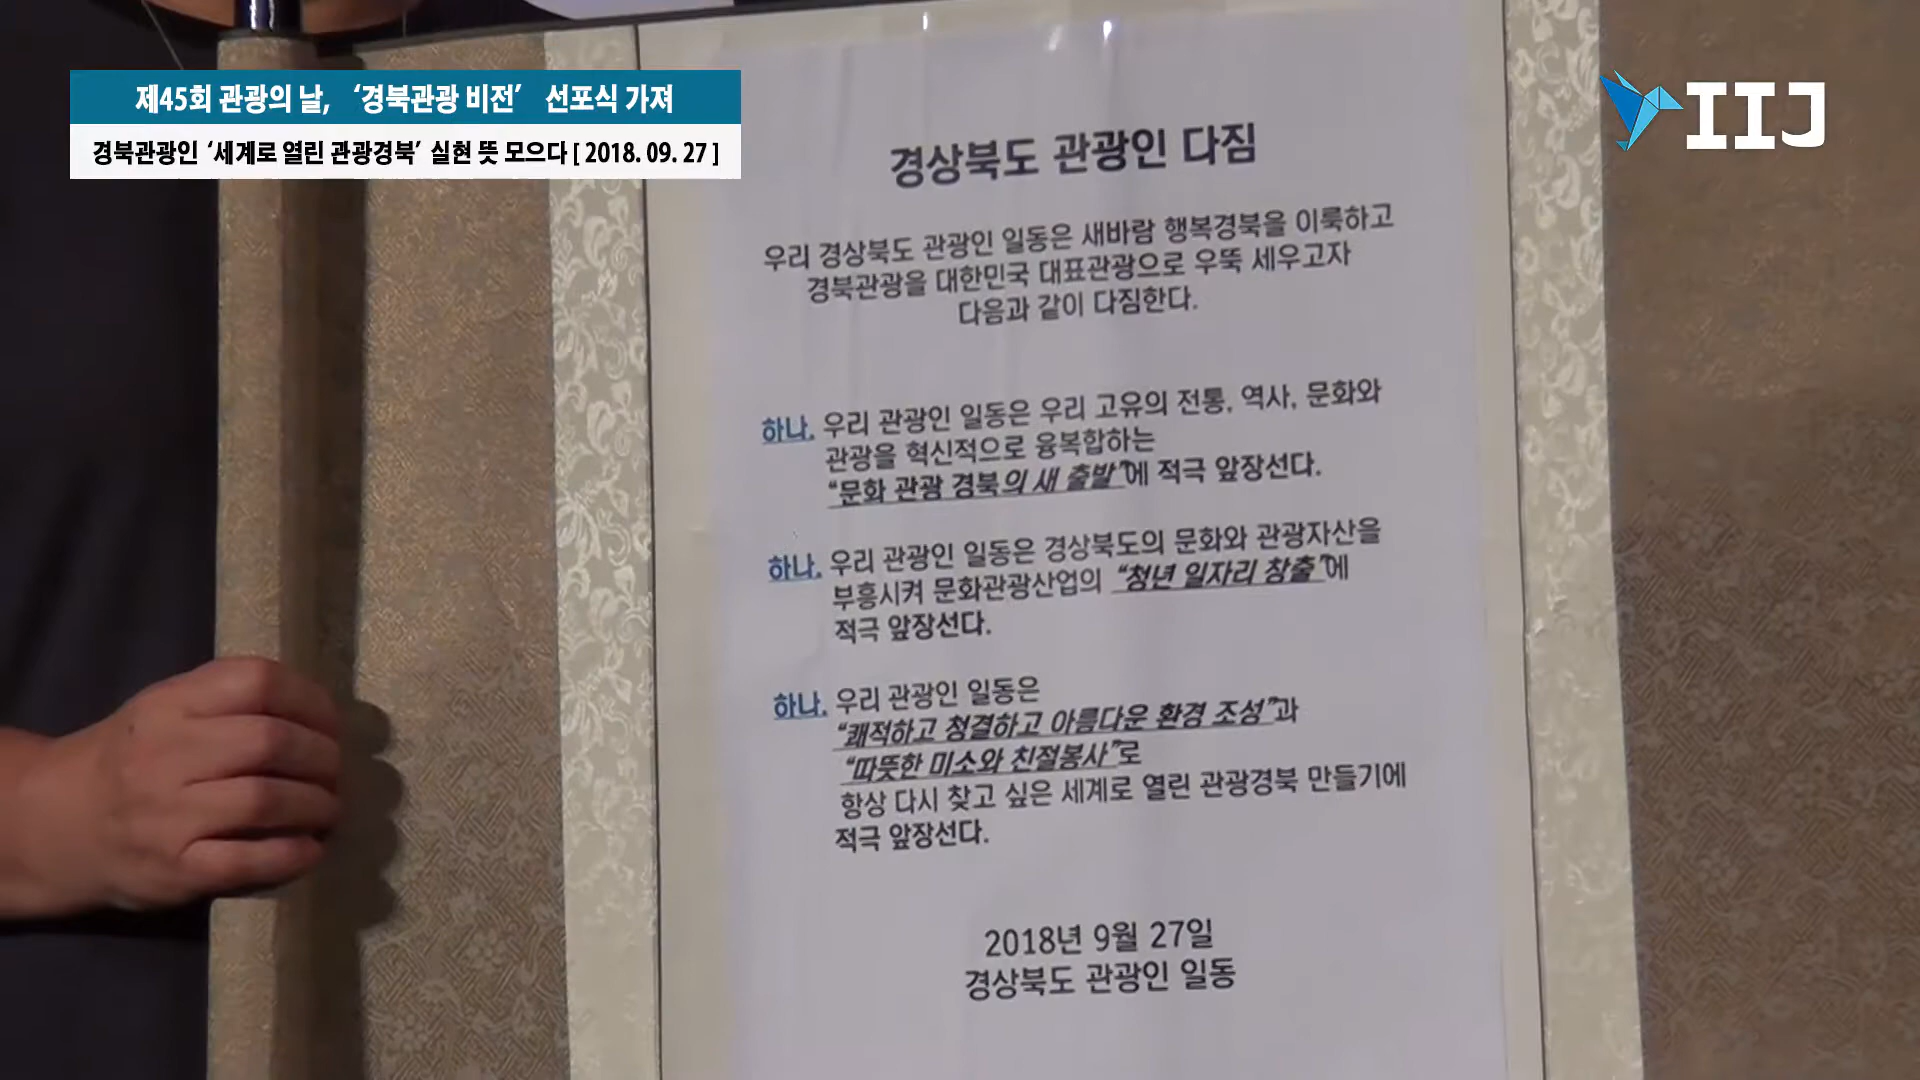 제45회 관광의 날, ‘경북관광 비전’ 선포식 가져
경북관광인 ‘세계로 열린 관광경북’ 실현 뜻 모으다 [ 2018. 09. 27 ]
IIJ
경상북도 관광인 다짐
우리 경상북도 관광인 일동은 새바람 행복경북을 이룩하고
경북관광을 대한민국 대표관광으로 우뚝 세우고자
다음과 같이 다짐한다.
하나. 우리 관광인 일동은 우리 고유의 전통, 역사, 문화와
관광을 혁신적으로 융복합하는
“문화 관광 경북의 새 출발”에 적극 앞장선다.
하나. 우리 관광인 일동은 경상북도의 문화와 관광자산을
부흥시켜 문화관광산업의 “청년 일자리 창출”에
적극 앞장선다.
하나. 우리 관광인 일동은
“쾌적하고 청결하고 아름다운 환경 조성”과
“따뜻한 미소와 친절봉사”로
항상 다시 찾고 싶은 세계로 열린 관광경북 만들기에
적극 앞장선다.
2018년 9월 27일
경상북도 관광인 일동